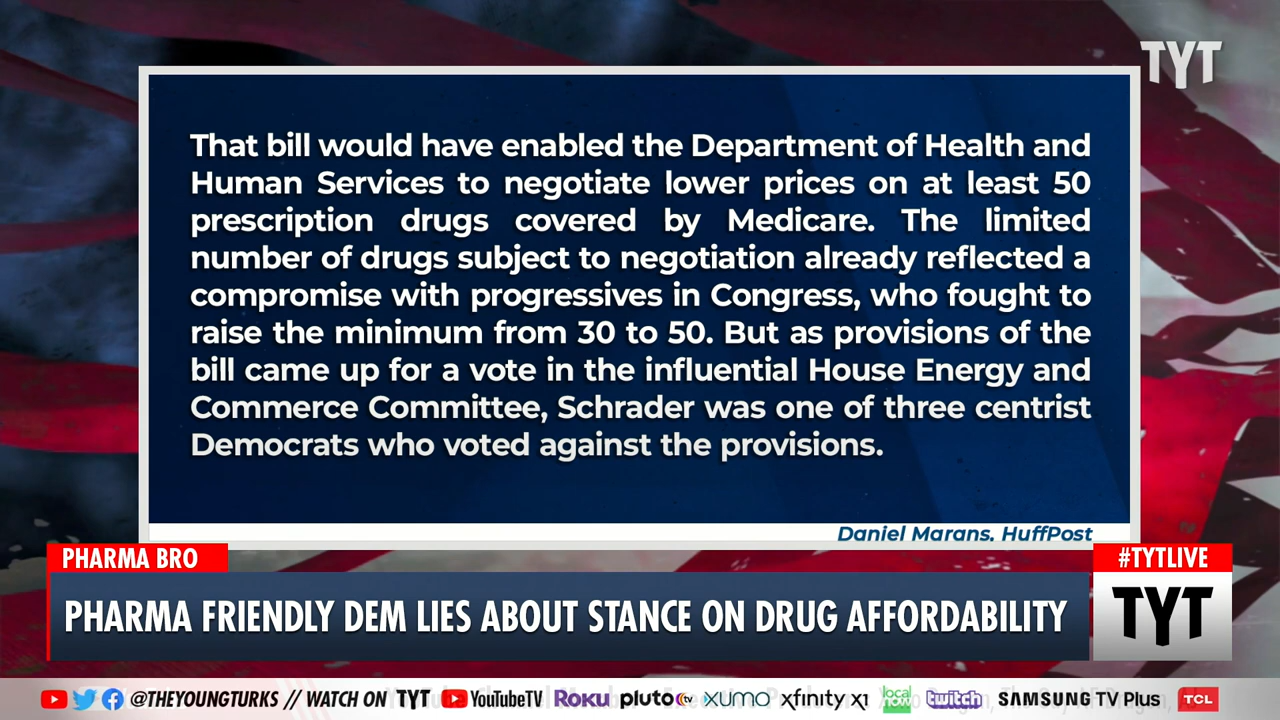 TYT
That bill would have enabled the Department of Health and
Human Services to negotiate lower prices on at least 50
prescription drugs covered by Medicare. The limited
number of drugs subject to negotiation already reflected a
compromise with progressives in Congress, who fought to
raise the minimum from 30 to 50. But as provisions of the
bill came up for a vote in the influential House Energy and
Commerce Committee, Schrader was one of three centrist
Democrats who voted against the provisions.
Daniel Marans, HuffPost
PHARMA BRO
#TYTLIVE
PHARMA FRIENDLY DEM LIES ABOUT STANCE ON DRUG AFFORDABILITY
TYT
@THEYOUNGTURKS // WATCH ON TYT YouTubeTV ROKU pluto tv xumo xfinity x1 local now twitch SAMSUNG TV Plus TCL